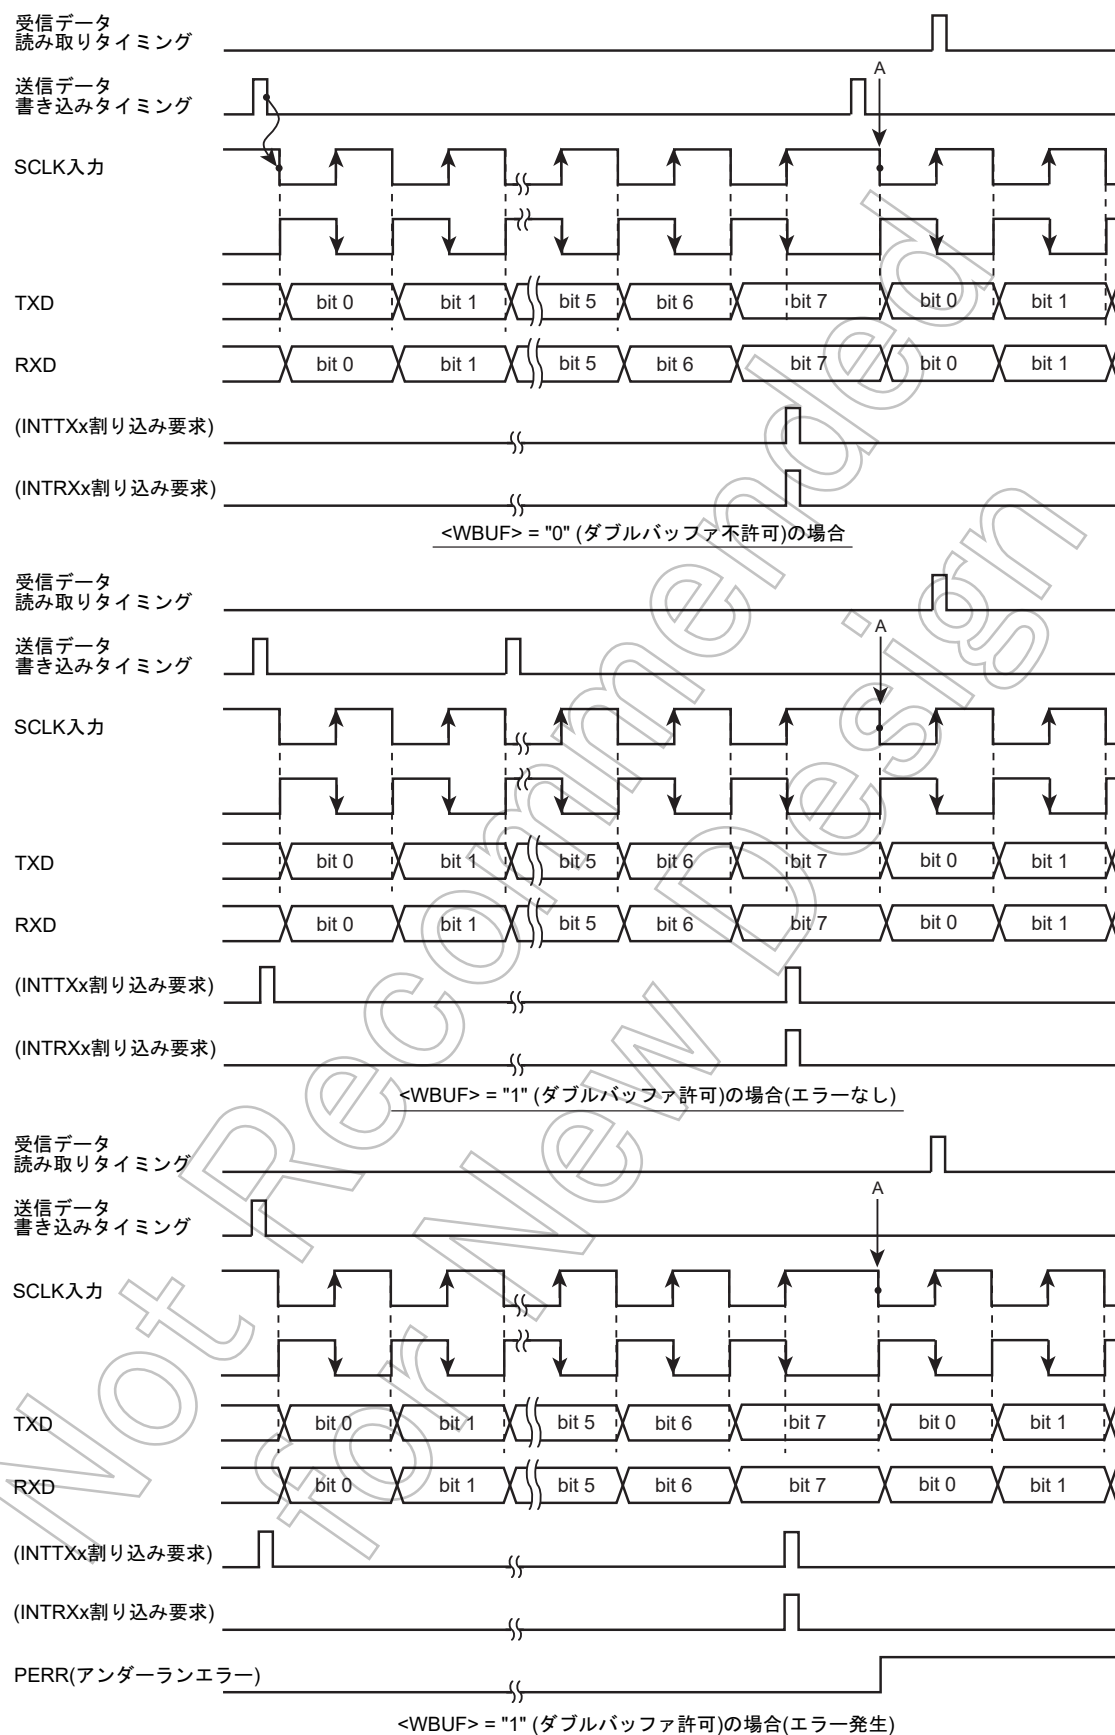 受信データ
読み取りタイミング
送信データ
書き込みタイミング
A
SCLK入力
TXD bit 0 bit 1 bit 5 bit 6 bit 7 bit 0 bit 1
RXD bit 0 bit 1 bit 5 bit 6 bit 7 bit 0 bit 1
(INTTXx割り込み要求)
(INTRXx割り込み要求)
<WBUF> = "0" (ダブルバッファ不許可)の場合
受信データ
読み取りタイミング
送信データ
書き込みタイミング
A
SCLK入力
TXD bit 0 bit 1 bit 5 bit 6 bit 7 bit 0 bit 1
RXD bit 0 bit 1 bit 5 bit 6 bit 7 bit 0 bit 1
(INTTXx割り込み要求)
(INTRXx割り込み要求)
<WBUF> = "1" (ダブルバッファ許可)の場合(エラーなし)
受信データ
読み取りタイミング
送信データ
書き込みタイミング
A
SCLK入力
TXD bit 0 bit 1 bit 5 bit 6 bit 7 bit 0 bit 1
RXD bit 0 bit 1 bit 5 bit 6 bit 7 bit 0 bit 1
(INTTXx割り込み要求)
(INTRXx割り込み要求)
PERR(アンダーランエラー)
<WBUF> = "1" (ダブルバッファ許可)の場合(エラー発生)
Not Recommended
for New Design